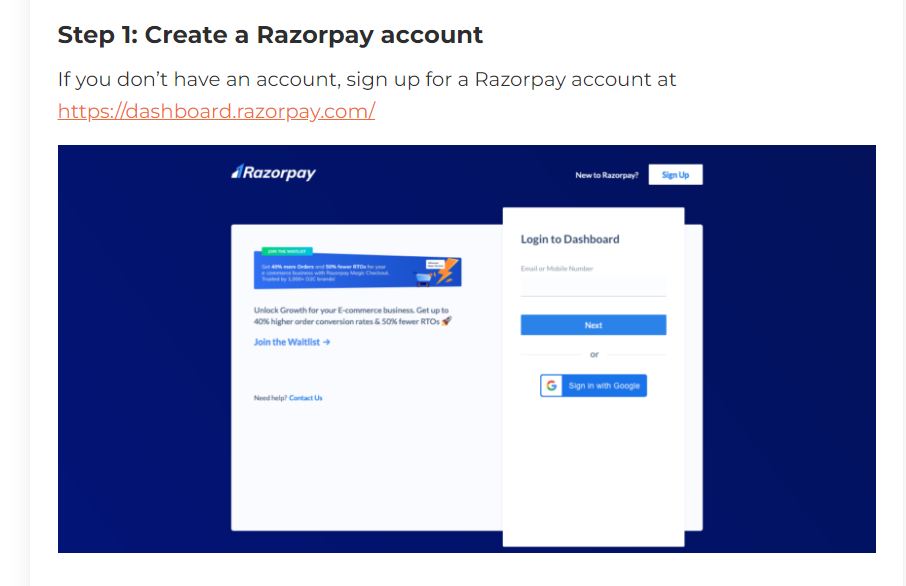 Step 1: Create a Razorpay account
If you don’t have an account, sign up for a Razorpay account at
https://dashboard.razorpay.com/
Razorpay
New to Razorpay?
Sign Up
JOIN THE WAITLIST
Get 40% more Orders and 50% fewer RTOs for your
e-commerce business with Razorpay Magic Checkout.
Trusted by 1,000+ D2C brands!
Unlock Growth for your E-commerce business. Get up to
40% higher order conversion rates & 50% fewer RTOs 🚀
Join the Waitlist →
Need help? Contact Us
Login to Dashboard
Email or Mobile Number
Next
or
Sign in with Google